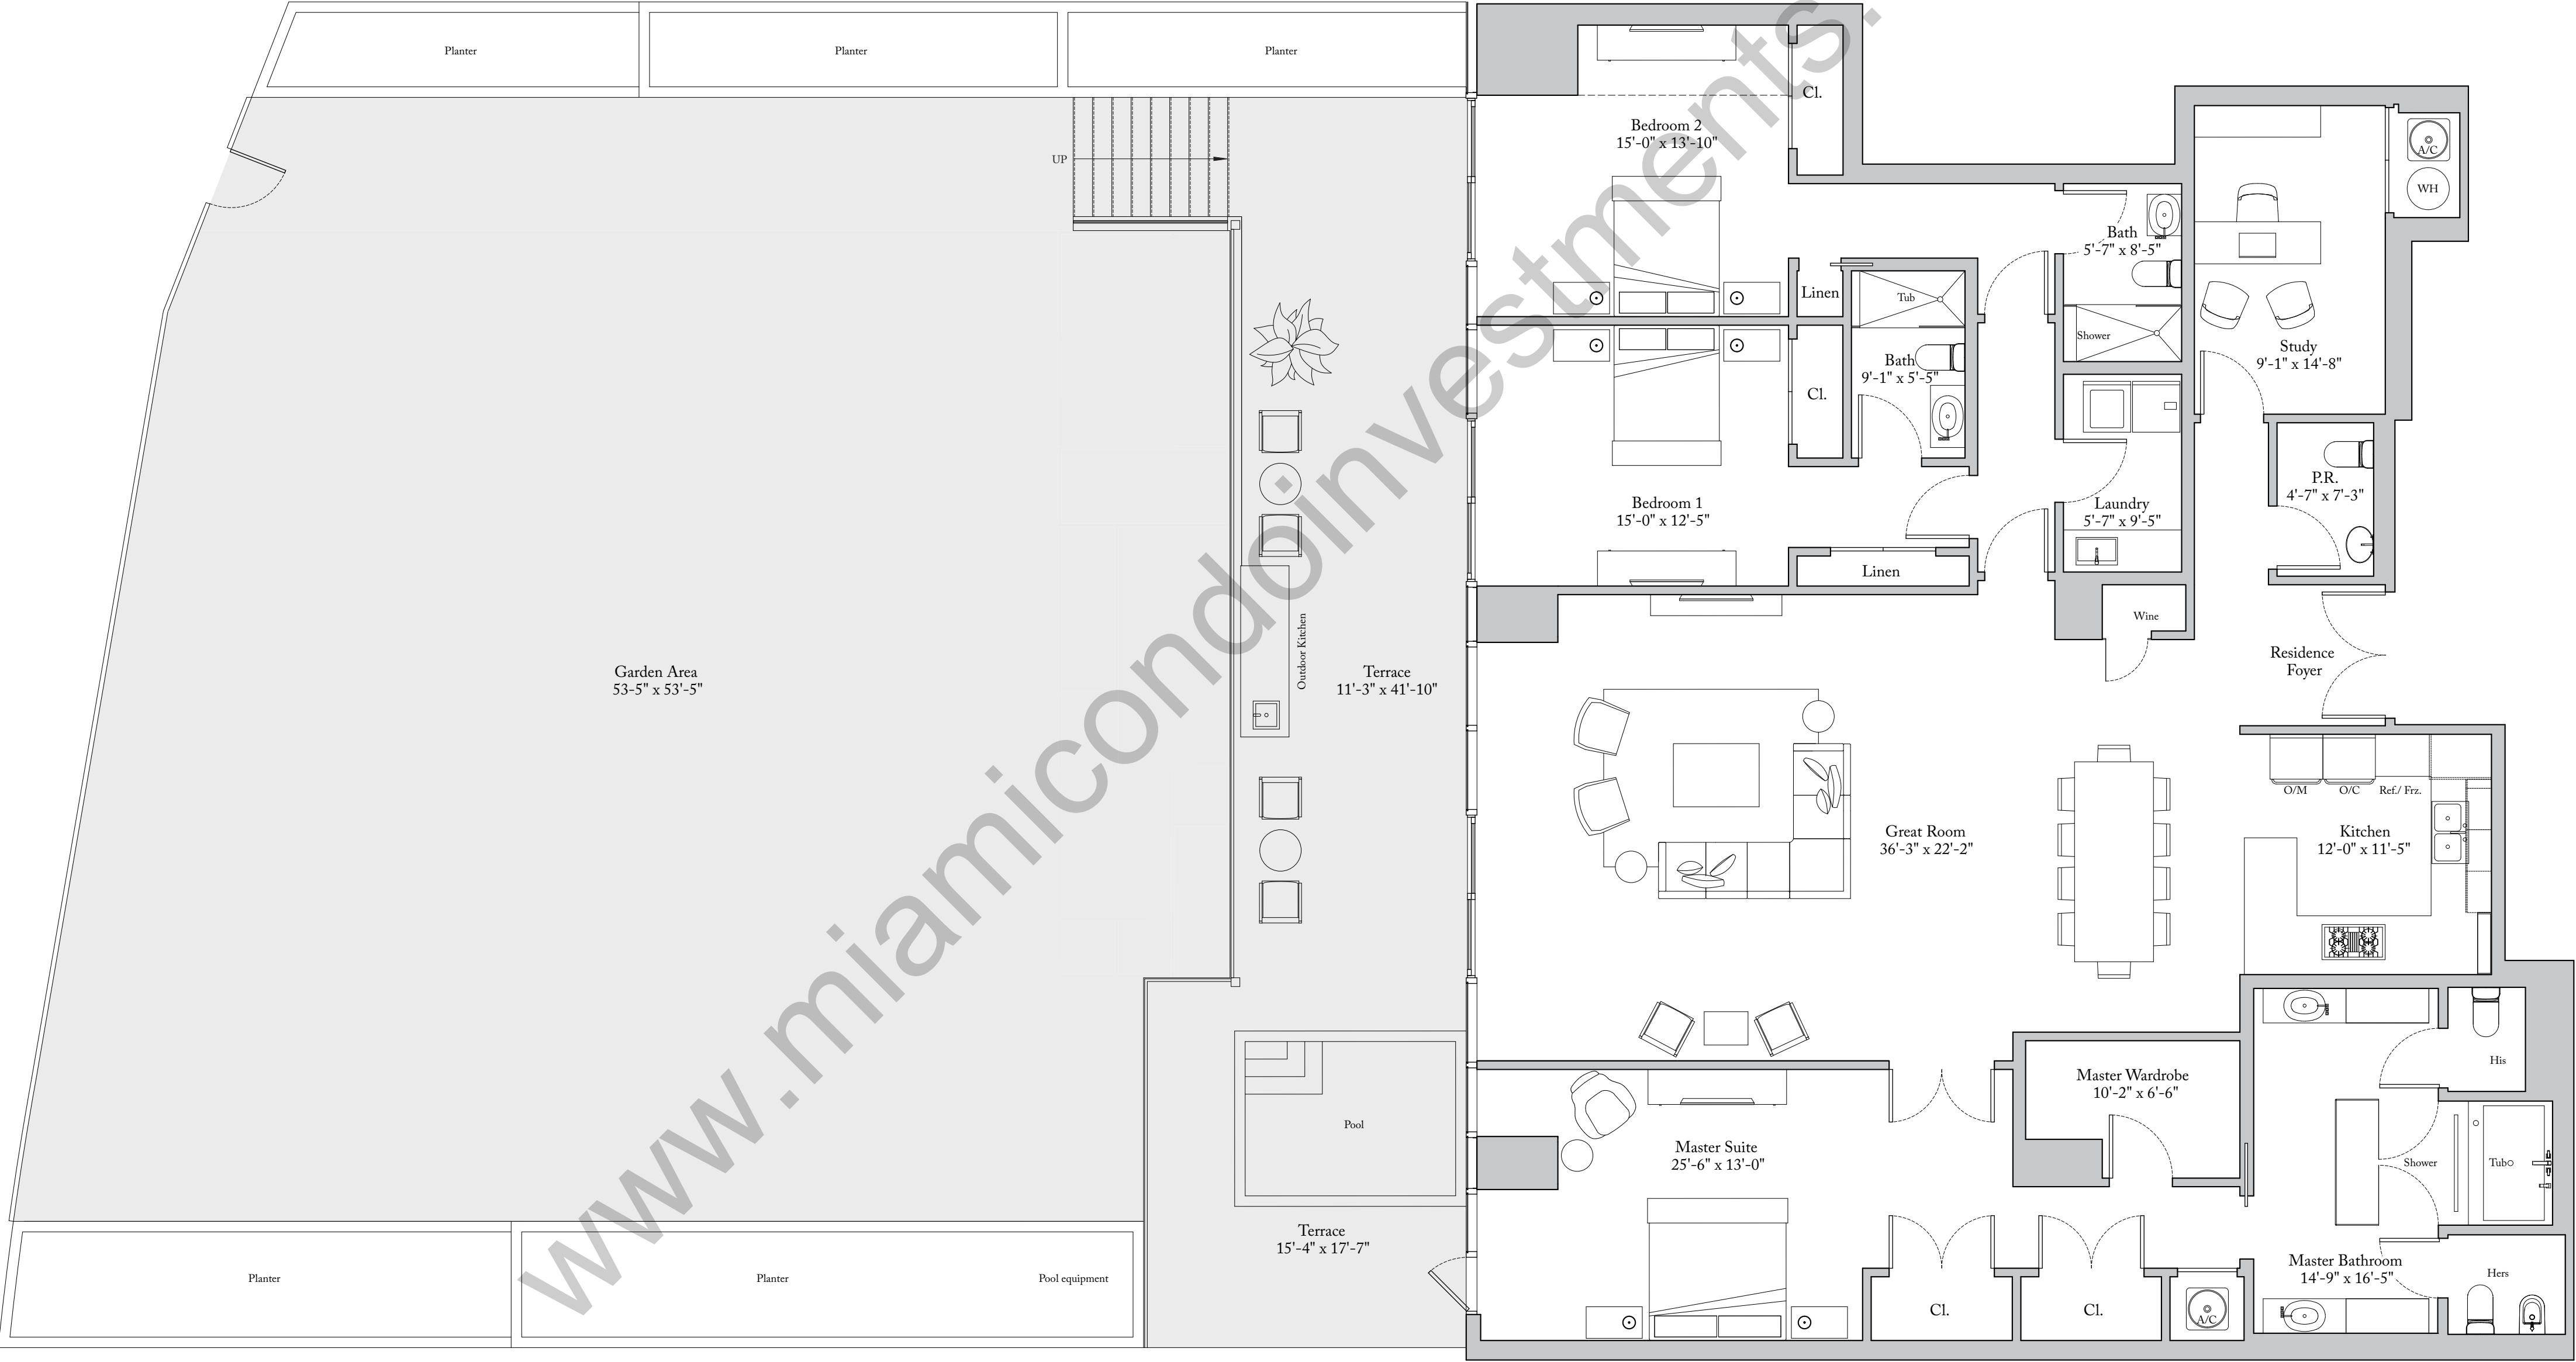 Planter
Planter
Planter
UP
Garden Area
53-5" x 53'-5"
Outdoor Kitchen
Terrace
11'-3" x 41'-10"
Pool
Terrace
15'-4" x 17'-7"
Planter
Planter
Pool equipment
Bedroom 2
15'-0" x 13'-10"
Cl.
Linen
Tub
Bath
9'-1" x 5'-5"
Cl.
Bedroom 1
15'-0" x 12'-5"
Linen
Bath
5'-7" x 8'-5"
Shower
Laundry
5'-7" x 9'-5"
Wine
Study
9'-1" x 14'-8"
A/C
WH
P.R.
4'-7" x 7'-3"
Residence
Foyer
Great Room
36'-3" x 22'-2"
O/M
O/C
Ref./ Frz.
Kitchen
12'-0" x 11'-5"
Master Suite
25'-6" x 13'-0"
Master Wardrobe
10'-2" x 6'-6"
His
Shower
Tub
Master Bathroom
14'-9" x 16'-5"
Hers
Cl.
Cl.
A/C
www.miamicondoinvestments.